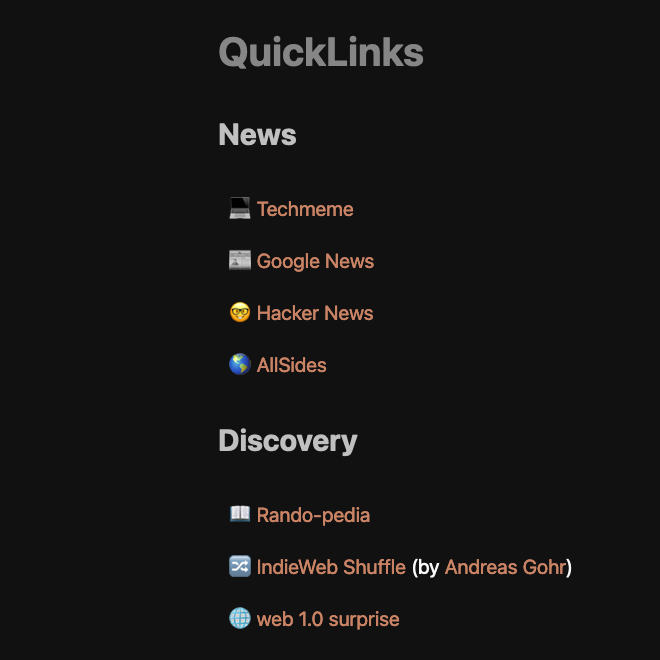 QuickLinks
News
💻 Techmeme
📰 Google News
🤓 Hacker News
🌎 AllSides
Discovery
📖 Rando-pedia
🔀 IndieWeb Shuffle (by Andreas Gohr)
🌐 web 1.0 surprise